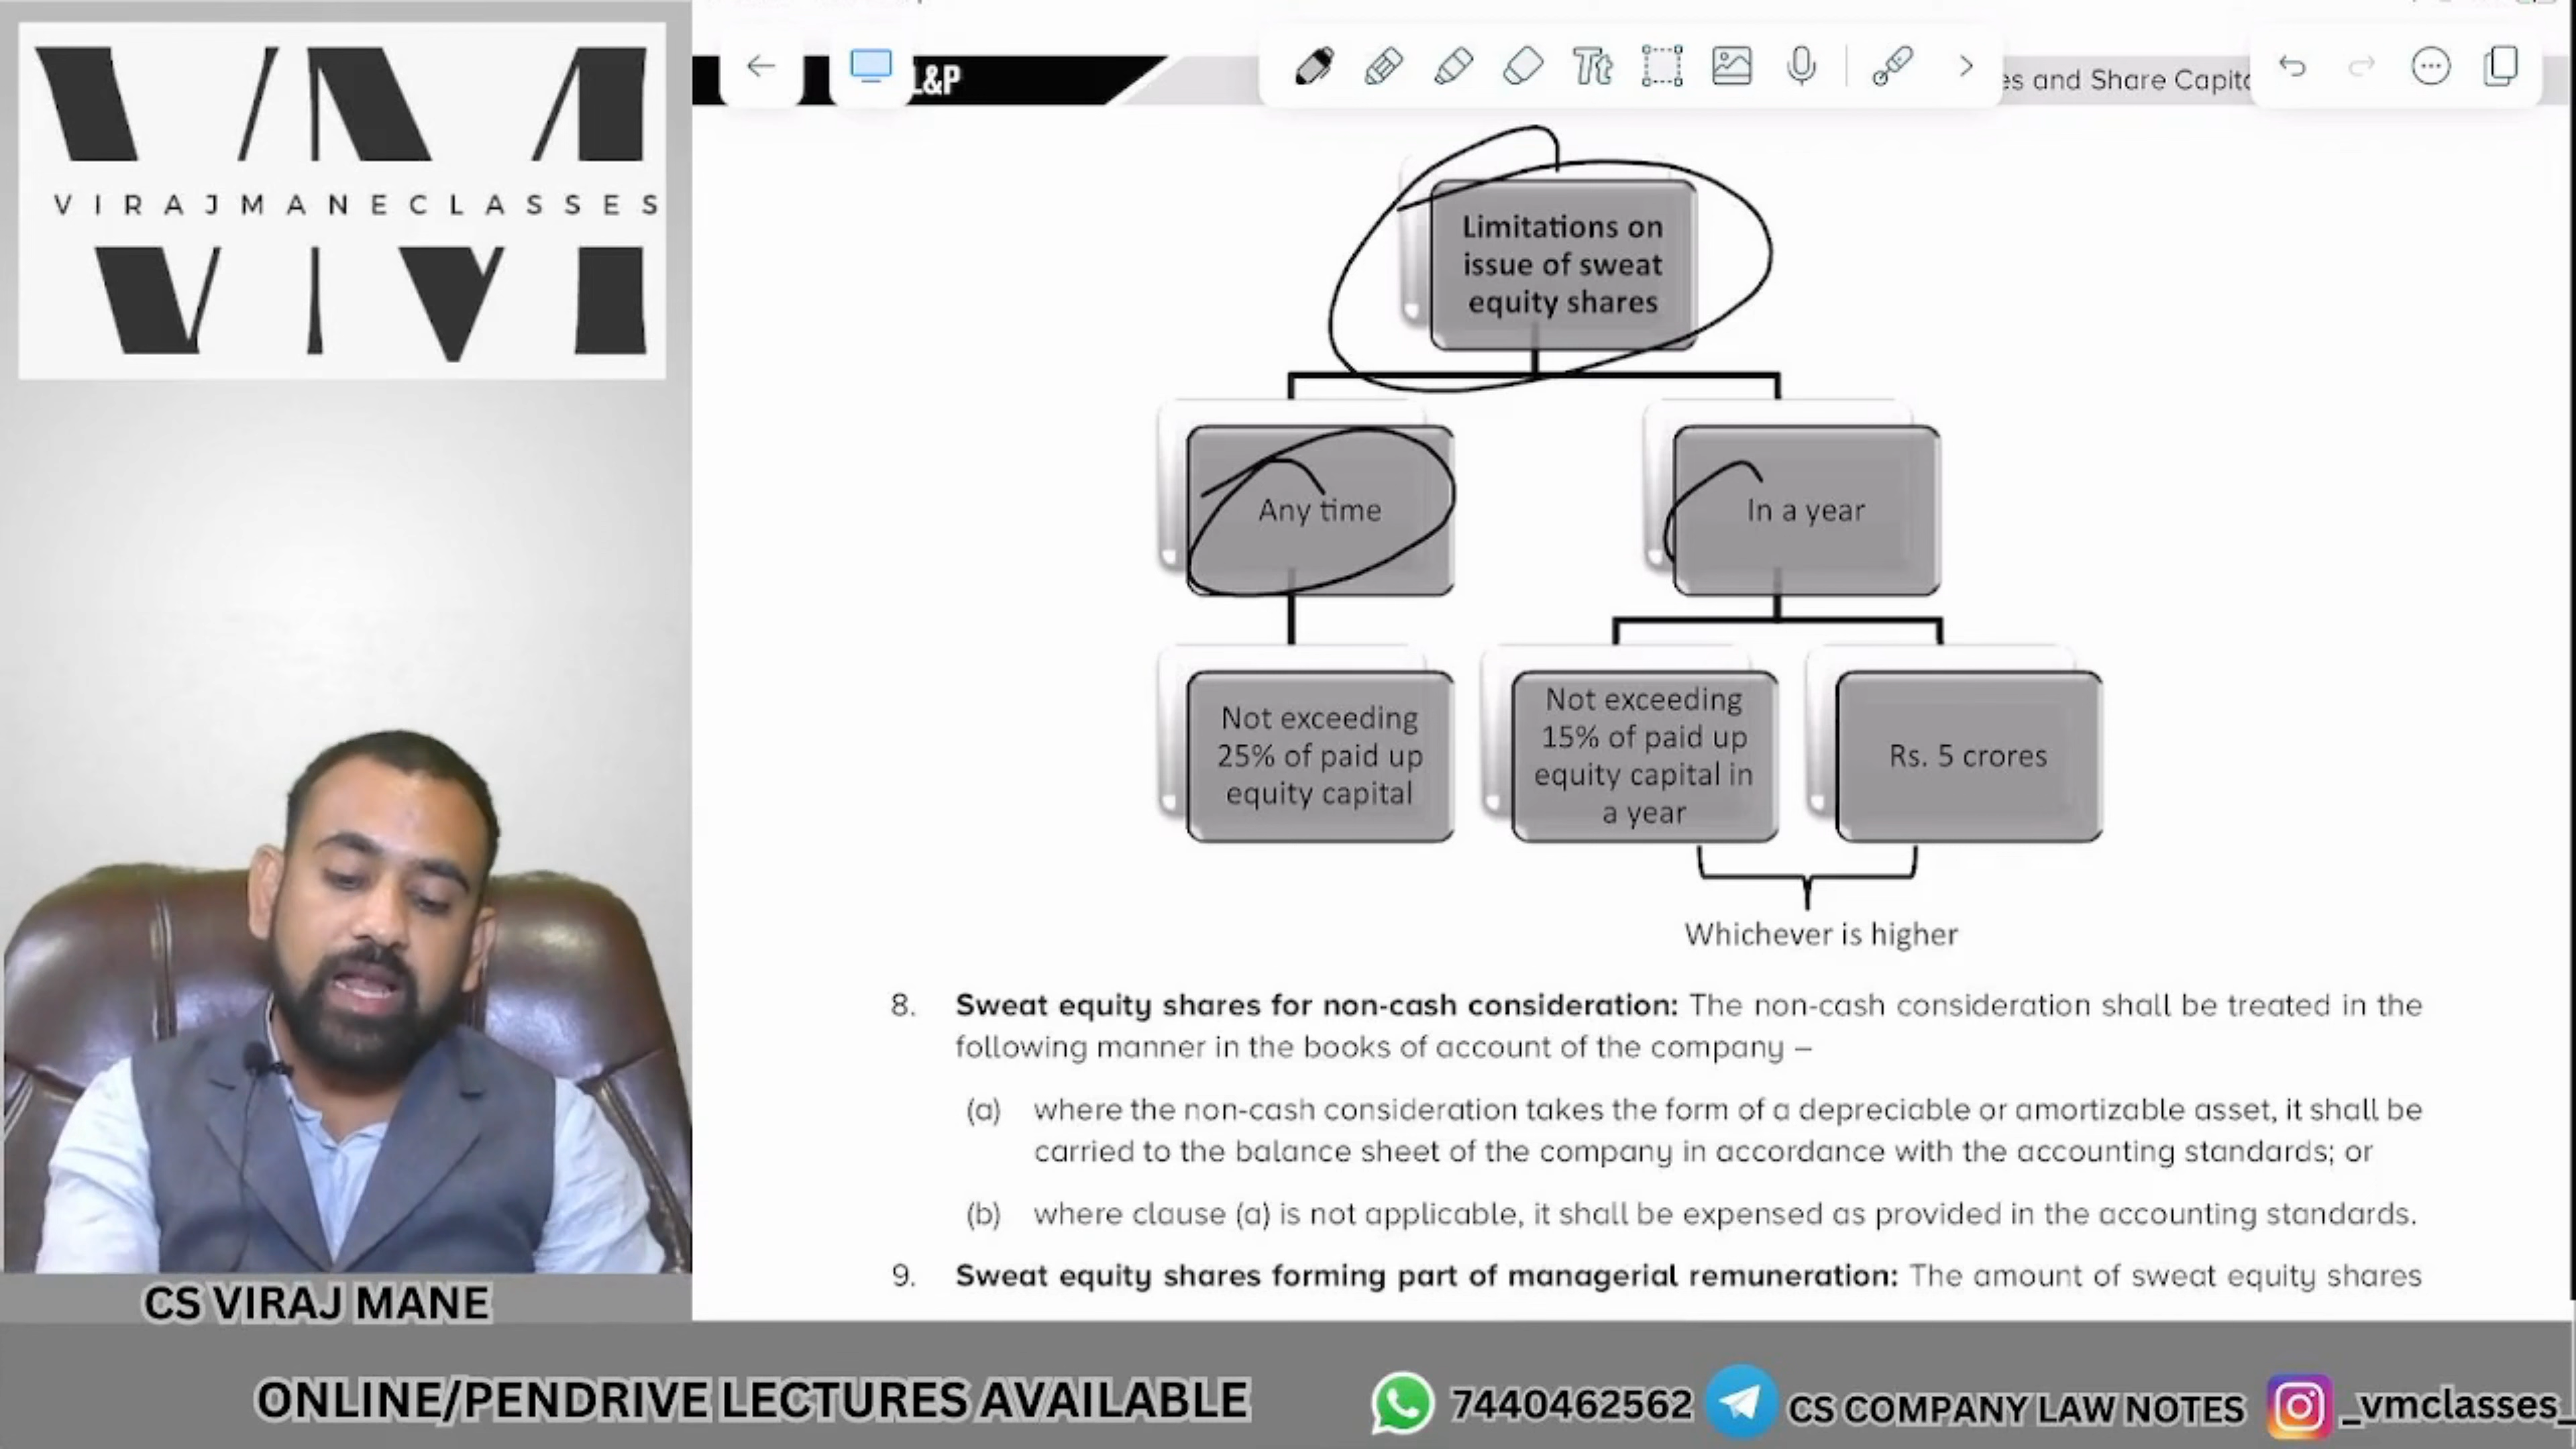 VIRAJMANECLASSES
L&P
Tt
es and Share Capit
Limitations on
issue of sweat
equity shares
Any time
In a year
Not exceeding
25% of paid up
equity capital
Not exceeding
15% of paid up
equity capital in
a year
Rs. 5 crores
Whichever is higher
8. Sweat equity shares for non-cash consideration: The non-cash consideration shall be treated in the
following manner in the books of account of the company –
(a) where the non-cash consideration takes the form of a depreciable or amortizable asset, it shall be
carried to the balance sheet of the company in accordance with the accounting standards; or
(b) where clause (a) is not applicable, it shall be expensed as provided in the accounting standards.
9. Sweat equity shares forming part of managerial remuneration: The amount of sweat equity shares
CS VIRAJ MANE
ONLINE/PENDRIVE LECTURES AVAILABLE
7440462562
CS COMPANY LAW NOTES
_vmclasses_